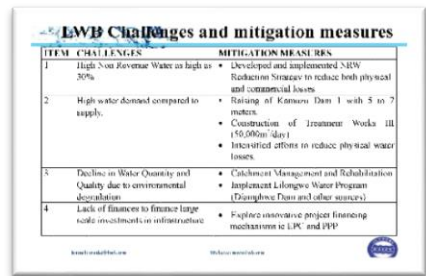 LWB Challenges and mitigation measures
ITEM CHALLENGES MITIGATION MEASURES
1 High Non Revenue Water as high as 30%
• Developed and implemented NRW Reduction Strategy to reduce both physical and commercial losses
2 High water demand compared to supply.
• Raising of Kamuzu Dam 1 with 5 to 7 meters.
• Construction of Treatment Works III (50,000m³/day)
• Intensified efforts to reduce physical water losses.
3 Decline in Water Quantity and Quality due to environmental degradation
• Catchment Management and Rehabilitation
• Implement Lilongwe Water Program (Diamphwe Dam and other sources)
4 Lack of finances to finance large scale investments in infrastructure
• Explore innovative project financing mechanisms ie EPC and PPP